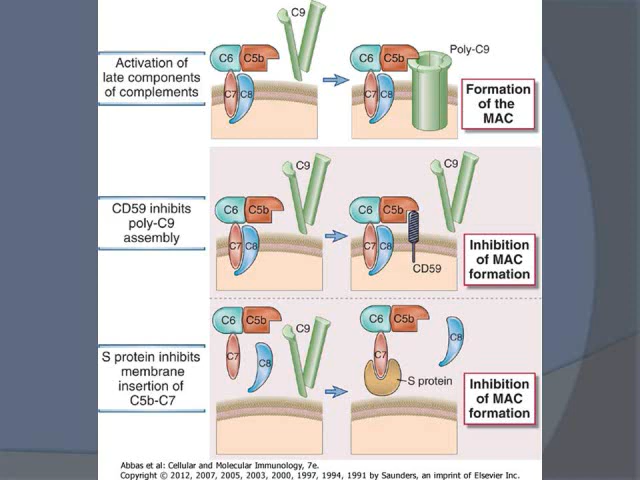 Activation of
late components
of complements
C9
C6
C5b
C7
C8
C6
C5b
C7
C8
Poly-C9
Formation
of the
MAC
CD59 inhibits
poly-C9
assembly
C9
C6
C5b
C7
C8
C9
C6
C5b
C7
C8
CD59
Inhibition
of MAC
formation
S protein inhibits
membrane
insertion of
C5b-C7
C6
C5b
C9
C7
C8
C6
C5b
C7
C8
S protein
Inhibition
of MAC
formation
Abbas et al: Cellular and Molecular Immunology, 7e.
Copyright © 2012, 2007, 2005, 2003, 2000, 1997, 1994, 1991 by Saunders, an imprint of Elsevier Inc.